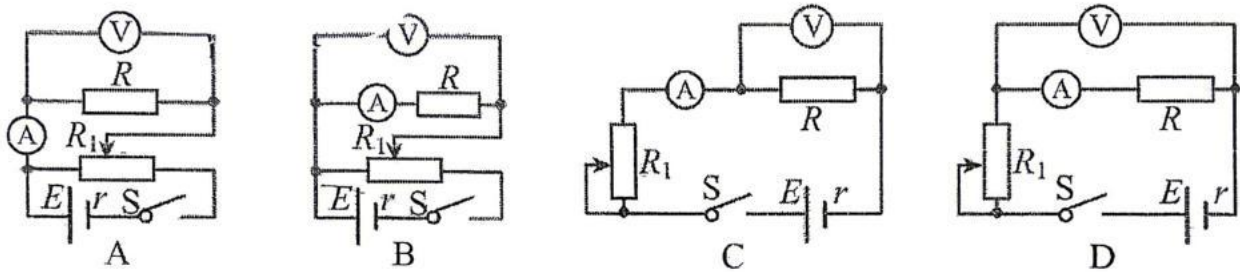 V V V V
R A R A R A R
A R₁ R₁ R₁ R₁
E r S E r S S E r S E r
A B C D